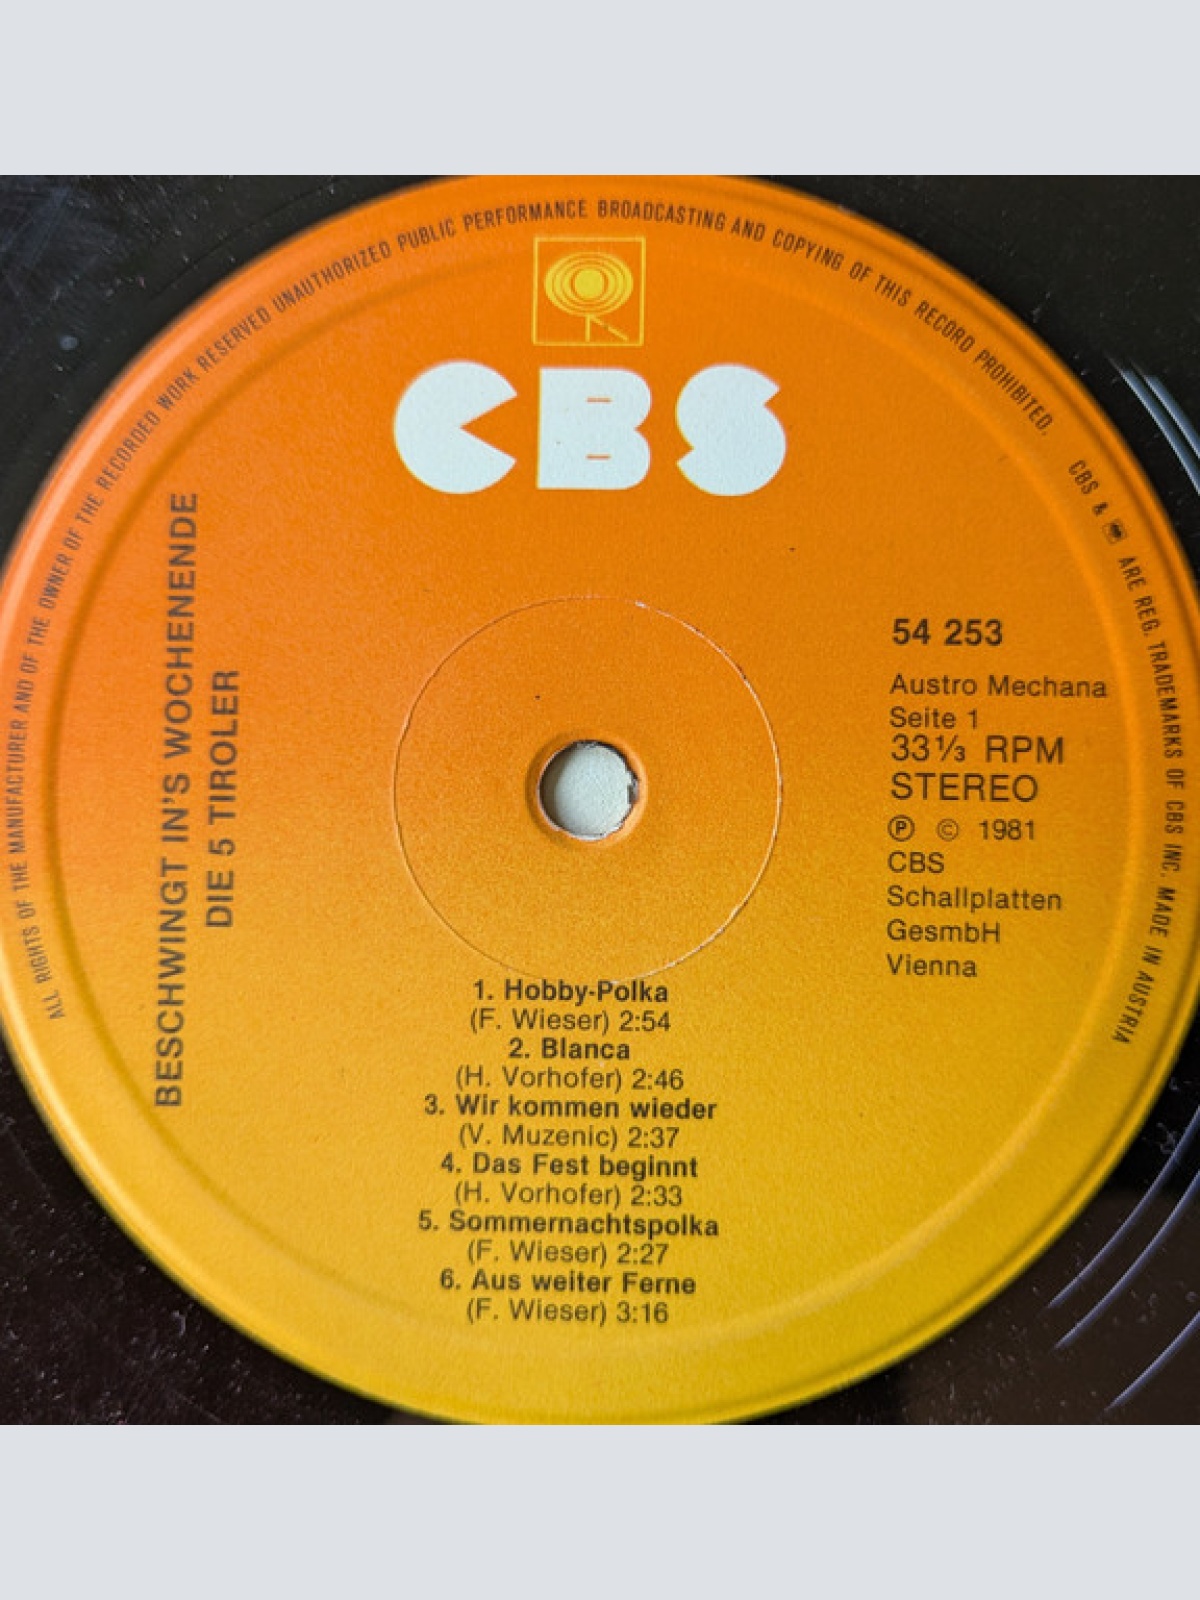 ALL RIGHTS OF THE MANUFACTURER AND OF THE OWNER OF THE RECORDED WORK RESERVED UNAUTHORIZED PUBLIC PERFORMANCE BROADCASTING AND COPYING OF THIS RECORD PROHIBITED.
CBS & ARE REG. TRADEMARKS OF CBS INC. MADE IN AUSTRIA
CBS
BESCHWINGT IN'S WOCHENENDE
DIE 5 TIROLER
54 253
Austro Mechana
Seite 1
33⅓ RPM
STEREO
Ⓟ © 1981
CBS
Schallplatten
GesmbH
Vienna
1. Hobby-Polka
(F. Wieser) 2:54
2. Blanca
(H. Vorhofer) 2:46
3. Wir kommen wieder
(V. Muzenic) 2:37
4. Das Fest beginnt
(H. Vorhofer) 2:33
5. Sommernachtspolka
(F. Wieser) 2:27
6. Aus weiter Ferne
(F. Wieser) 3:16